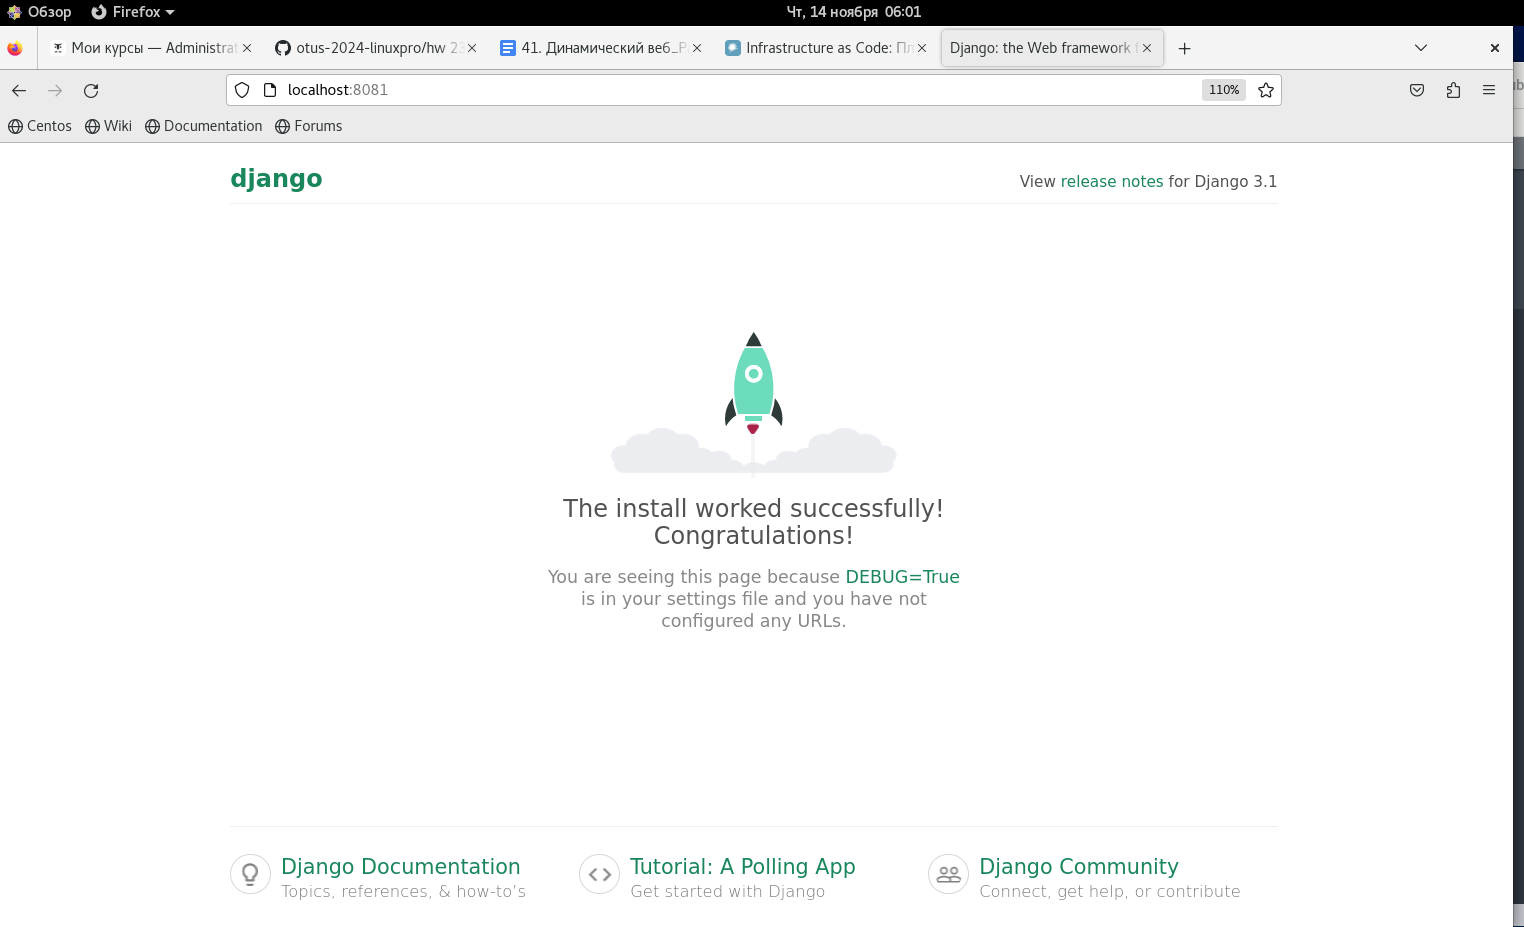 Обзор Firefox Чт, 14 ноября 06:01
Мои курсы — Administrat otus-2024-linuxpro/hw 23 41. Динамический веб_Р Infrastructure as Code: Пл Django: the Web framework f
localhost:8081 110%
Centos Wiki Documentation Forums
django View release notes for Django 3.1
The install worked successfully!
Congratulations!
You are seeing this page because DEBUG=True
is in your settings file and you have not
configured any URLs.
Django Documentation
Topics, references, & how-to’s
Tutorial: A Polling App
Get started with Django
Django Community
Connect, get help, or contribute